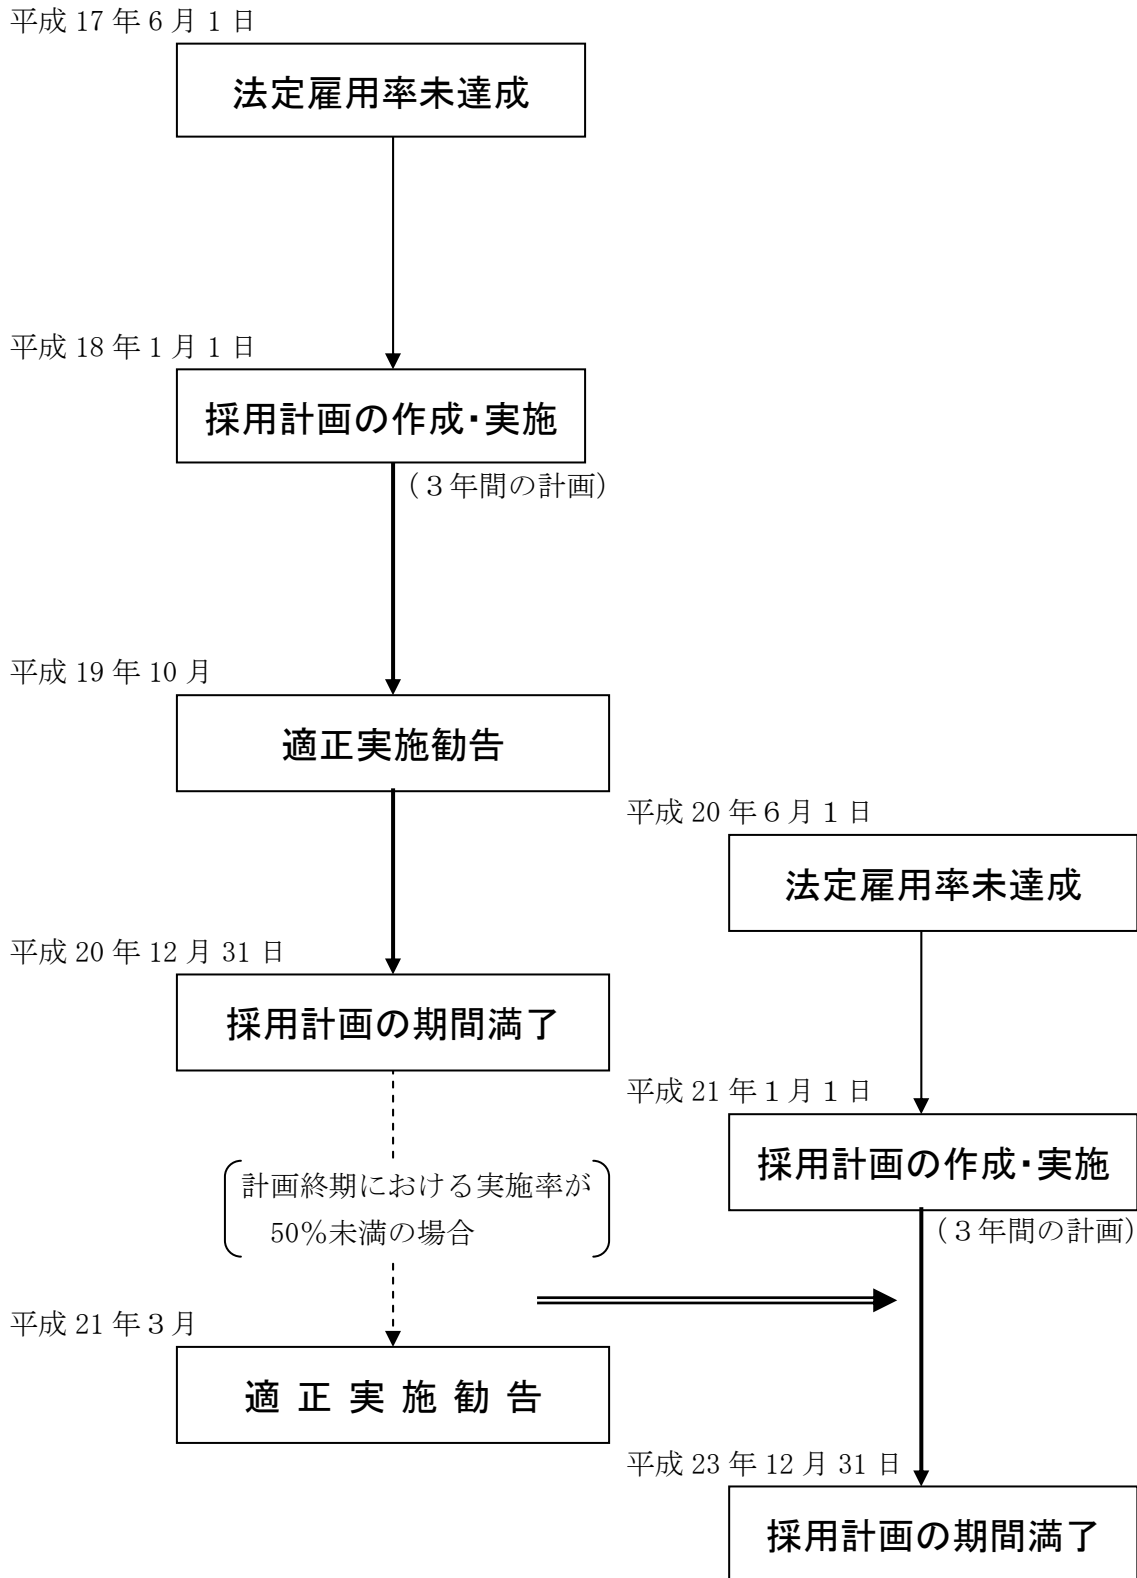 平成 17 年 6 月 1 日
法定雇用率未達成
平成 18 年 1 月 1 日
採用計画の作成・実施
（３年間の計画）
平成 19 年 10 月
適正実施勧告
平成 20 年 6 月 1 日
法定雇用率未達成
平成 20 年 12 月 31 日
採用計画の期間満了
平成 21 年 1 月 1 日
採用計画の作成・実施
（３年間の計画）
計画終期における実施率が
50％未満の場合
平成 21 年 3 月
適 正 実 施 勧 告
平成 23 年 12 月 31 日
採用計画の期間満了